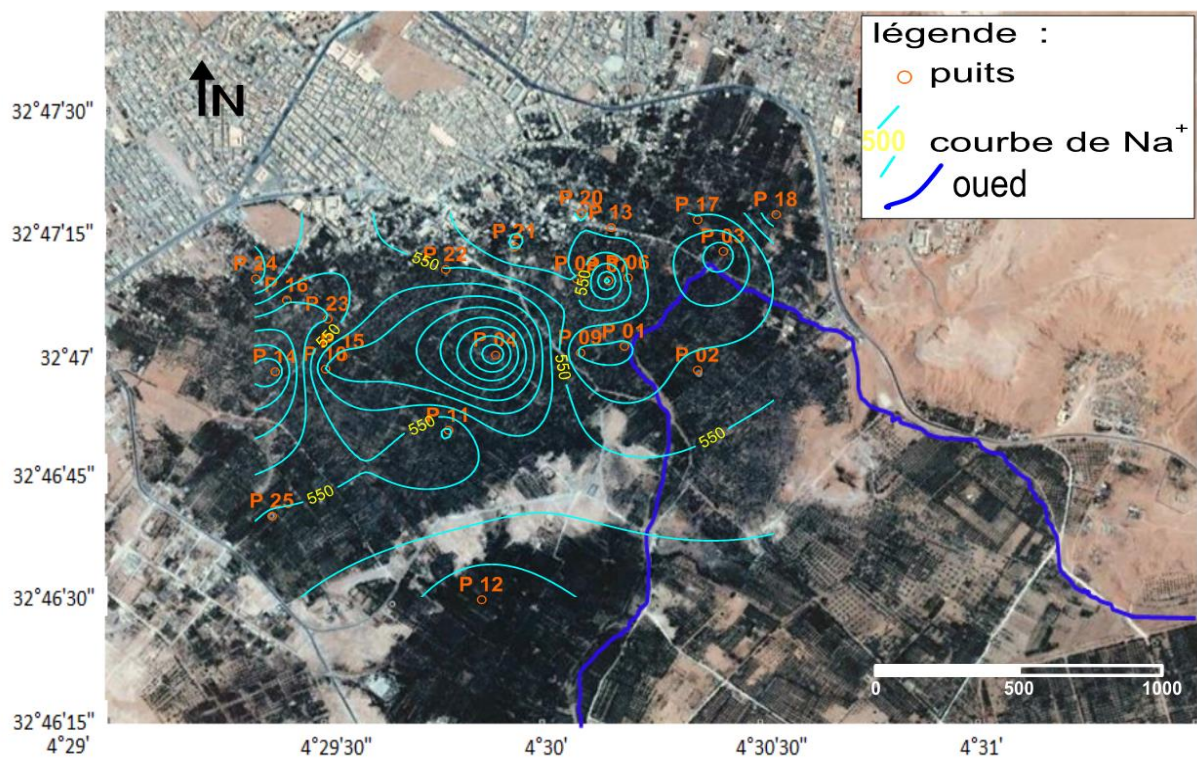 légende :
puits
500 courbe de Na+
oued
N
32°47'30"
32°47'15"
32°47'
32°46'45"
32°46'30"
32°46'15"
4°29'
4°29'30"
4°30'
4°30'30"
4°31'
P 20
P 18
P 17
P 13
P 21
P 03
P 22
550
P 06
550
P 24
P 16
P 23
550
P 14
P 04
P 09
P 01
550
P 02
P 11
550
550
P 25
550
P 12
0 500 1000